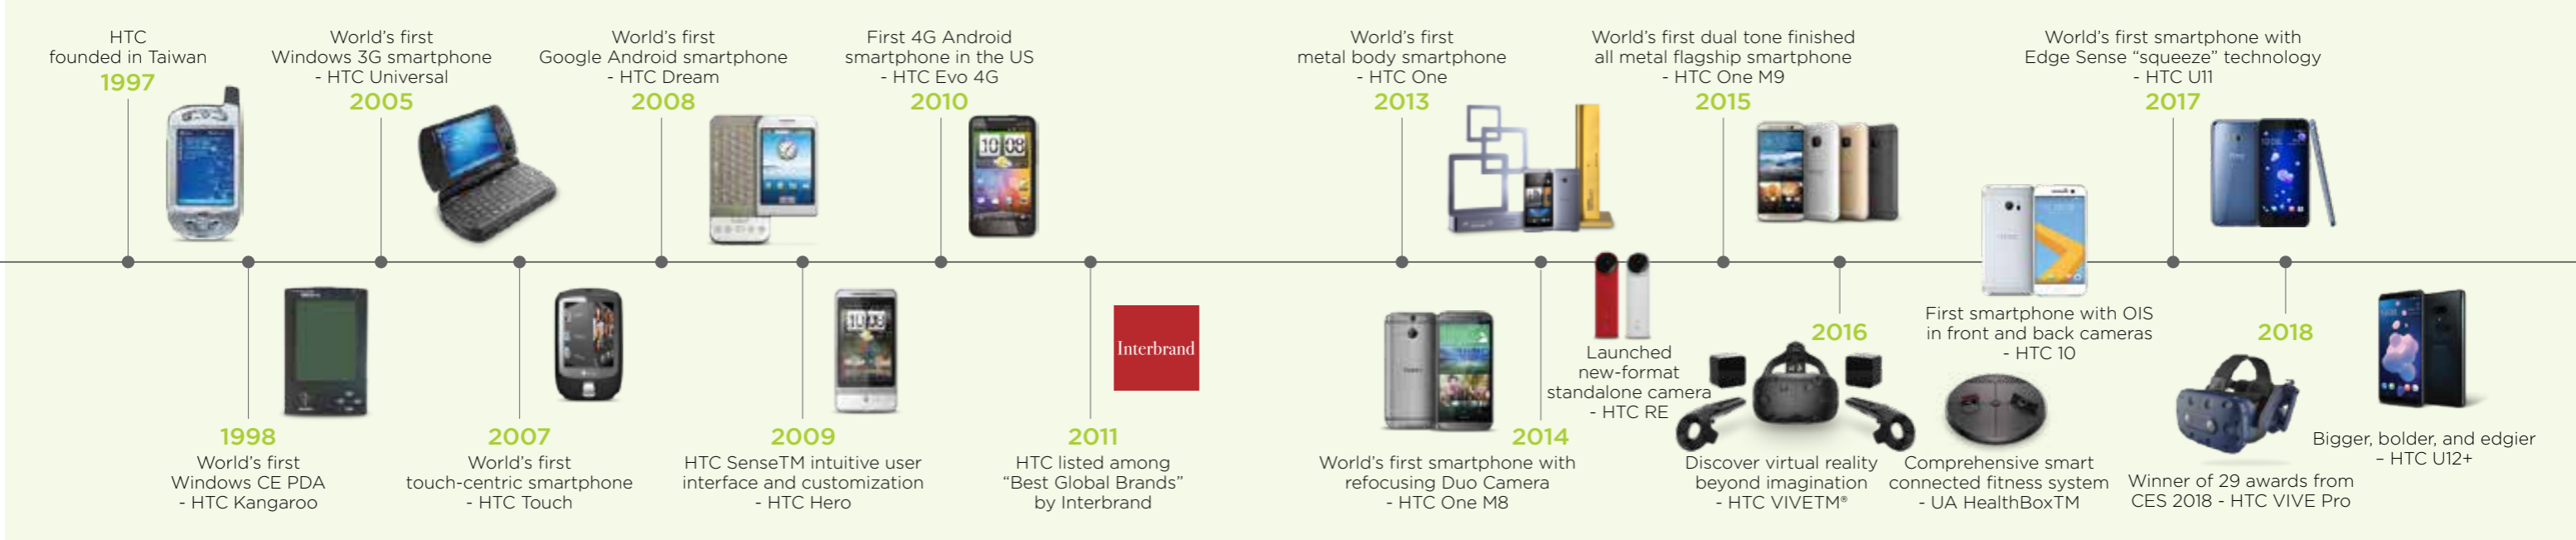 HTC
founded in Taiwan
1997
World's first
Windows CE PDA
- HTC Kangaroo
1998
World's first
Windows 3G smartphone
- HTC Universal
2005
2007
World's first
touch-centric smartphone
- HTC Touch
World's first
Google Android smartphone
- HTC Dream
2008
2009
HTC SenseTM intuitive user
interface and customization
- HTC Hero
First 4G Android
smartphone in the US
- HTC Evo 4G
2010
10 08
Interbrand
2011
HTC listed among
“Best Global Brands”
by Interbrand
World's first
metal body smartphone
- HTC One
2013
2014
World's first smartphone with
refocusing Duo Camera
- HTC One M8
Launched
new-format
standalone camera
- HTC RE
World's first dual tone finished
all metal flagship smartphone
- HTC One M9
2015
2016
Discover virtual reality
beyond imagination
- HTC VIVETM®
First smartphone with OIS
in front and back cameras
- HTC 10
Comprehensive smart
connected fitness system
- UA HealthBoxTM
World's first smartphone with
Edge Sense “squeeze” technology
- HTC U11
2017
2018
Winner of 29 awards from
CES 2018 - HTC VIVE Pro
Bigger, bolder, and edgier
– HTC U12+